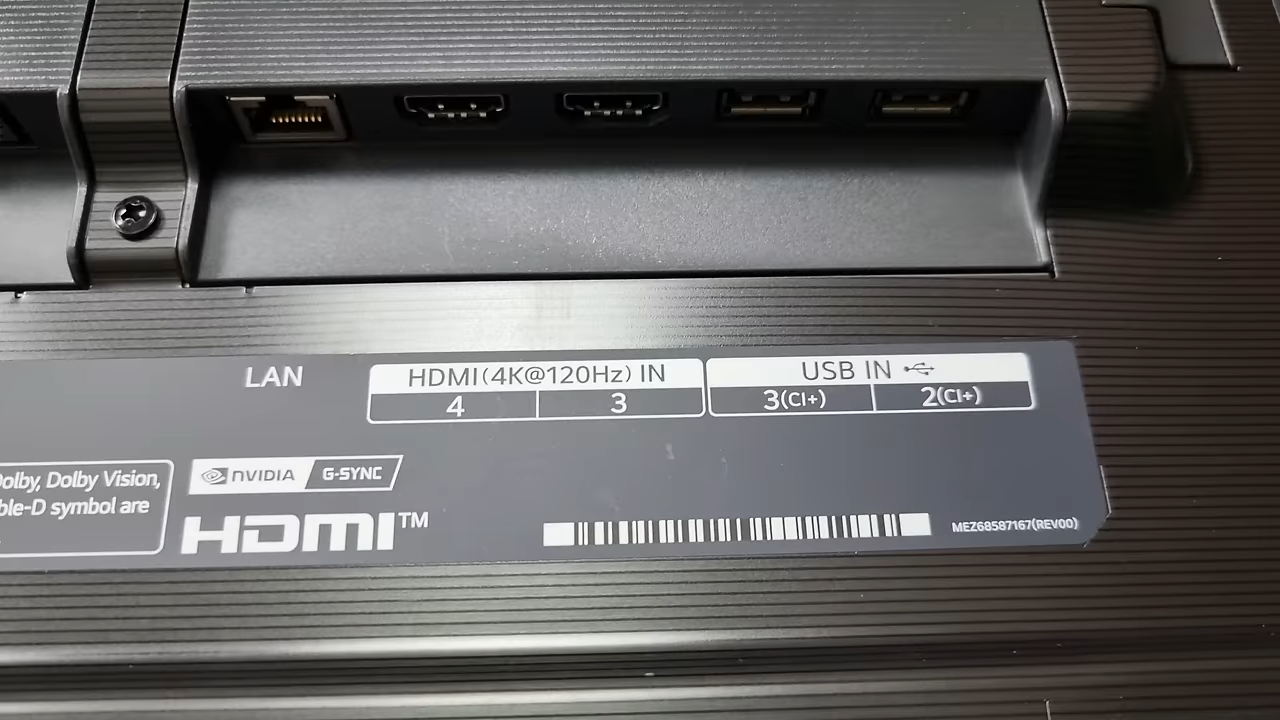 LAN
HDMI(4K@120Hz) IN
4 3
USB IN
3(CI+) 2(CI+)
Dolby, Dolby Vision,
ble-D symbol are
NVIDIA G-SYNC
HDMI™
MEZ68587167(REV00)